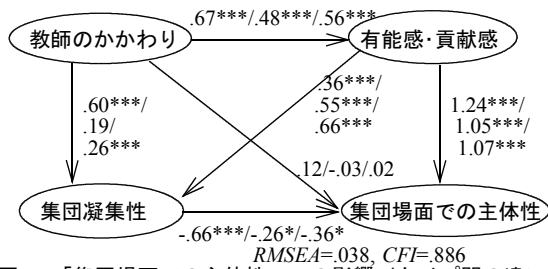 .67***/.48***/.56***
教師のかかわり
有能感・貢献感
.36***/
.55***/
.66***
.60***/
.19/
.26***
1.24***/
1.05***/
1.07***
.12/-.03/.02
集団凝集性
集団場面での主体性
-.66***/-.26*/-.36*
RMSEA=.038, CFI=.886